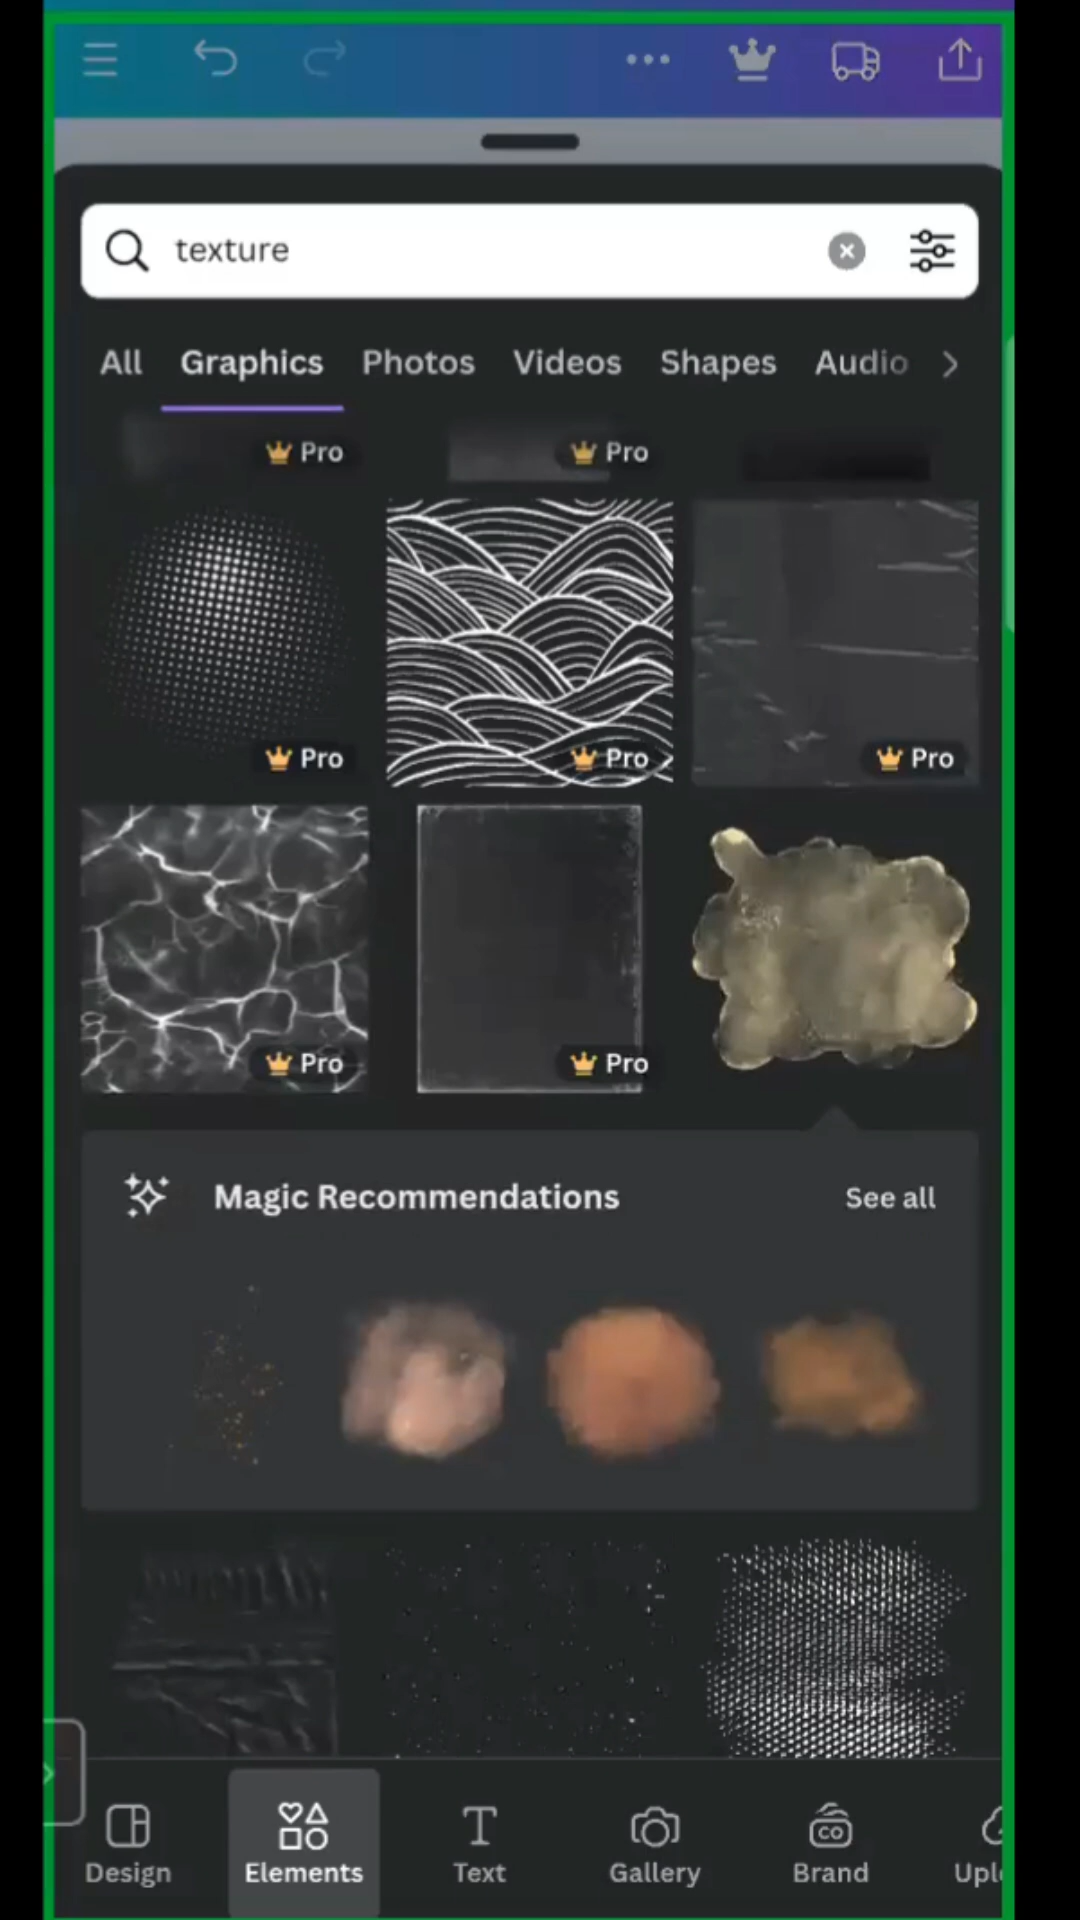 texture
All Graphics Photos Videos Shapes Audio
Pro Pro
Pro Pro Pro
Pro Pro
Magic Recommendations See all
CO
Design Elements Text Gallery Brand